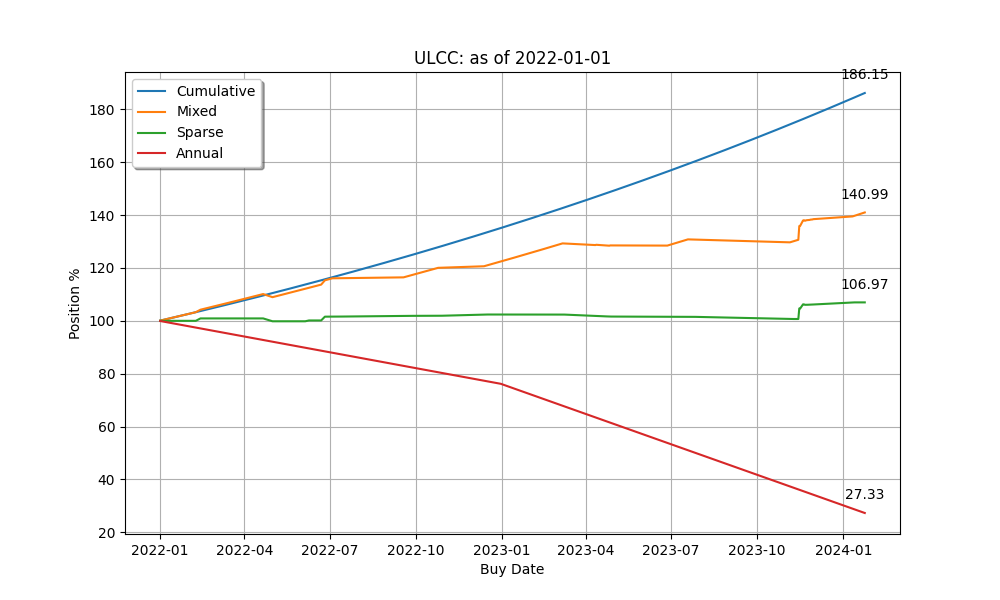 ULCC: as of 2022-01-01
Cumulative
Mixed
Sparse
Annual
186.15
140.99
106.97
27.33
Position %
180
160
140
120
100
80
60
40
20
2022-01 2022-04 2022-07 2022-10 2023-01 2023-04 2023-07 2023-10 2024-01
Buy Date